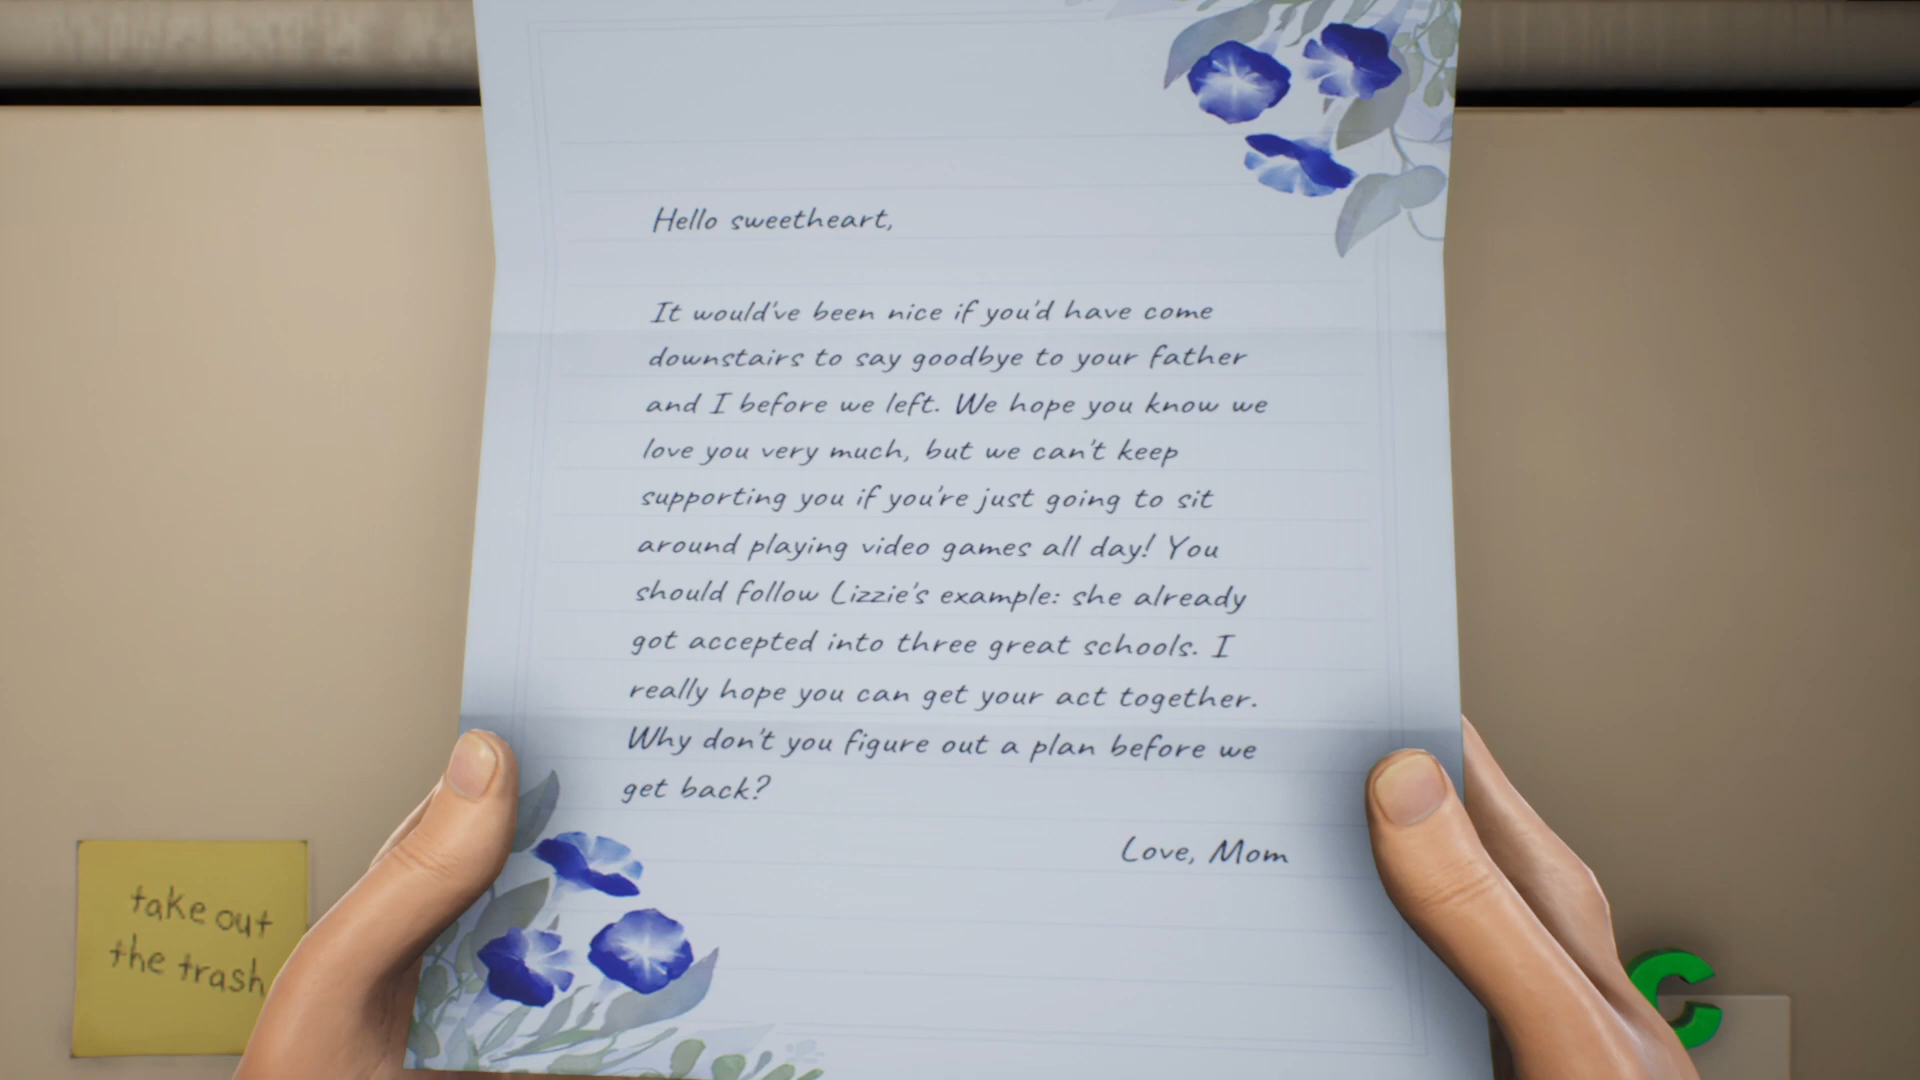 Hello sweetheart,
It would've been nice if you'd have come
downstairs to say goodbye to your father
and I before we left. We hope you know we
love you very much, but we can't keep
supporting you if you're just going to sit
around playing video games all day! You
should follow Lizzie's example: she already
got accepted into three great schools. I
really hope you can get your act together.
Why don't you figure out a plan before we
get back?
Love, Mom
take out
the trash
C